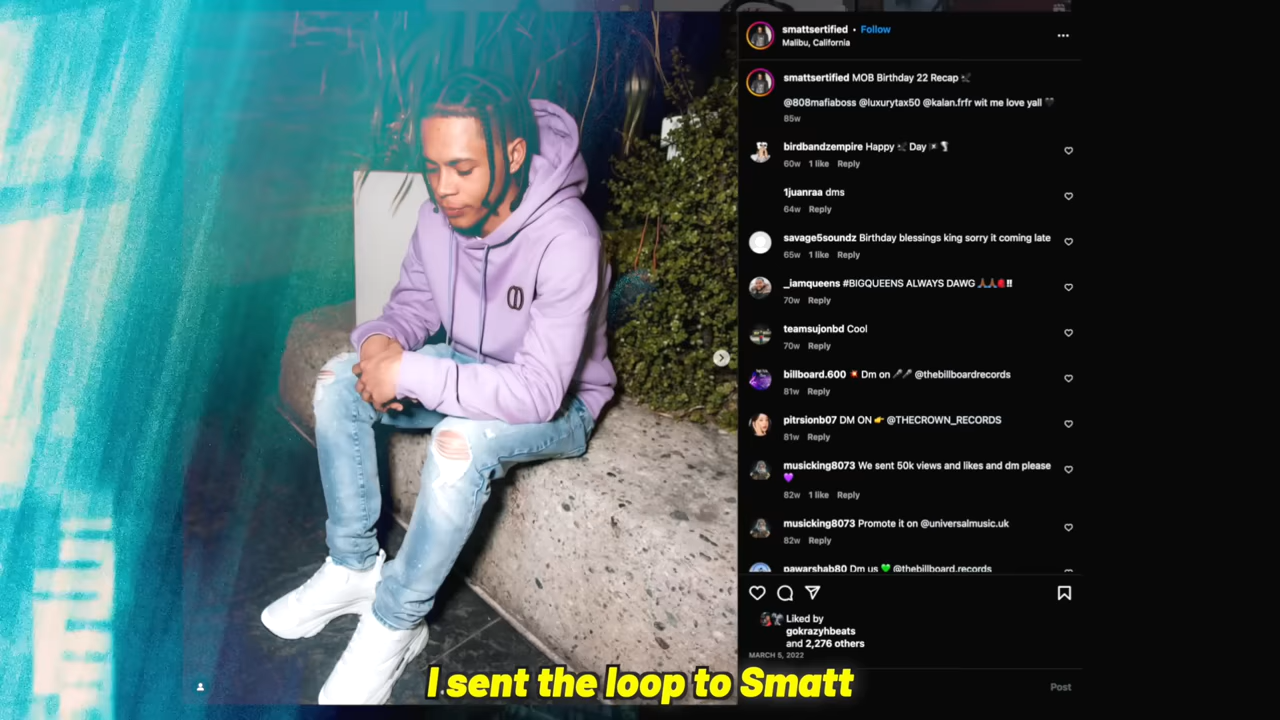 smattsertified • Follow
Malibu, California
smattsertified MOB Birthday 22 Recap
@808mafiaboss @luxurytax50 @kalan.frfr wit me love yall 🖤
85w
birdbandzempire Happy Day
60w 1 like Reply
1juanraa dms
64w Reply
savage5soundz Birthday blessings king sorry it coming late
65w 1 like Reply
_iamqueens #BIGQUEENS ALWAYS DAWG 🙏🏾🙏🏾🎈‼️
70w Reply
teamsujonbd Cool
70w Reply
billboard.600 💥 Dm on 🎤🎤 @thebillboardrecords
81w Reply
pitrsionb07 DM ON 👉 @THECROWN_RECORDS
81w Reply
musicking8073 We sent 50k views and likes and dm please
💜
82w 1 like Reply
musicking8073 Promote it on @universalmusic.uk
82w Reply
pawarshab80 Dm us 💚 @thebillboard.records
Liked by
gokrazyhbeats
and 2,276 others
MARCH 5, 2022
Post
I sent the loop to Smatt